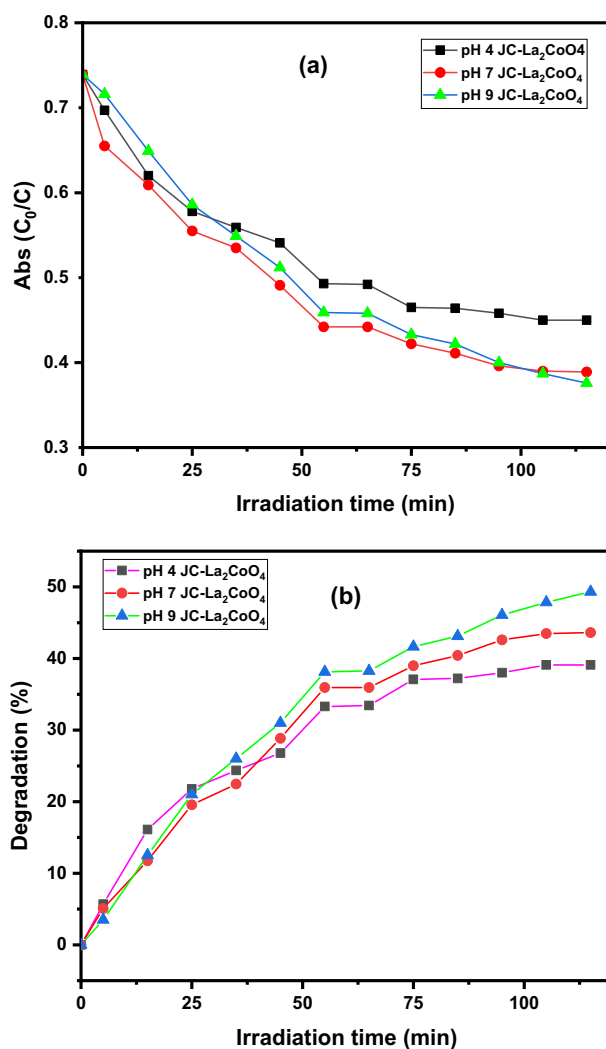 (a)
pH 4 JC-La₂CoO4
pH 7 JC-La₂CoO₄
pH 9 JC-La₂CoO₄
0.8
0.7
0.6
0.5
0.4
0.3
Abs (C₀/C)
0 25 50 75 100
Irradiation time (min)
(b)
pH 4 JC-La₂CoO₄
pH 7 JC-La₂CoO₄
pH 9 JC-La₂CoO₄
50
40
30
20
10
0
Degradation (%)
0 25 50 75 100
Irradiation time (min)